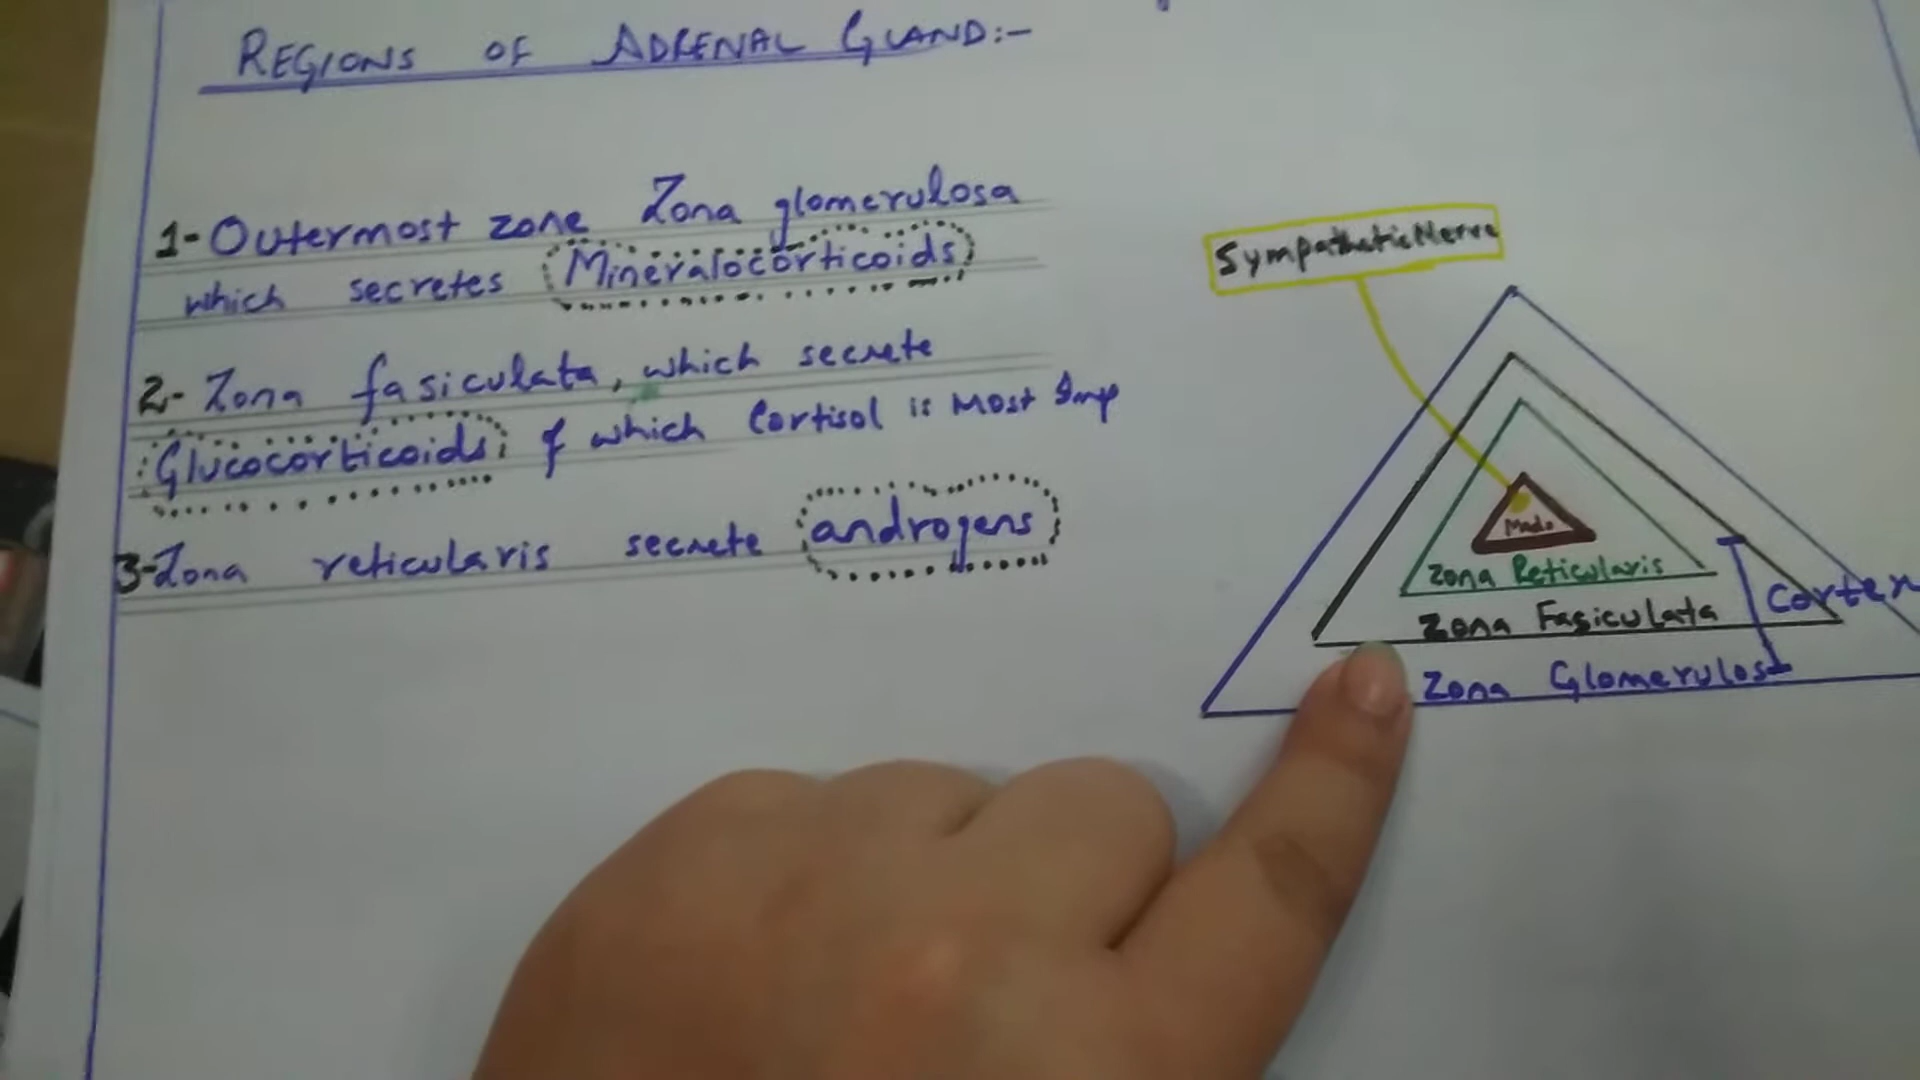 REGIONS OF ADRENAL GLAND:-
1- Outermost zone Zona glomerulosa
which secretes Mineralocorticoids
2- Zona fasiculata, which secrete
Glucocorticoids of which Cortisol is Most Imp
3- Zona reticularis secrete androgens
Sympathetic Nerve
Zona Reticularis
Zona Fasiculata
Cortex
Zona Glomerulosa